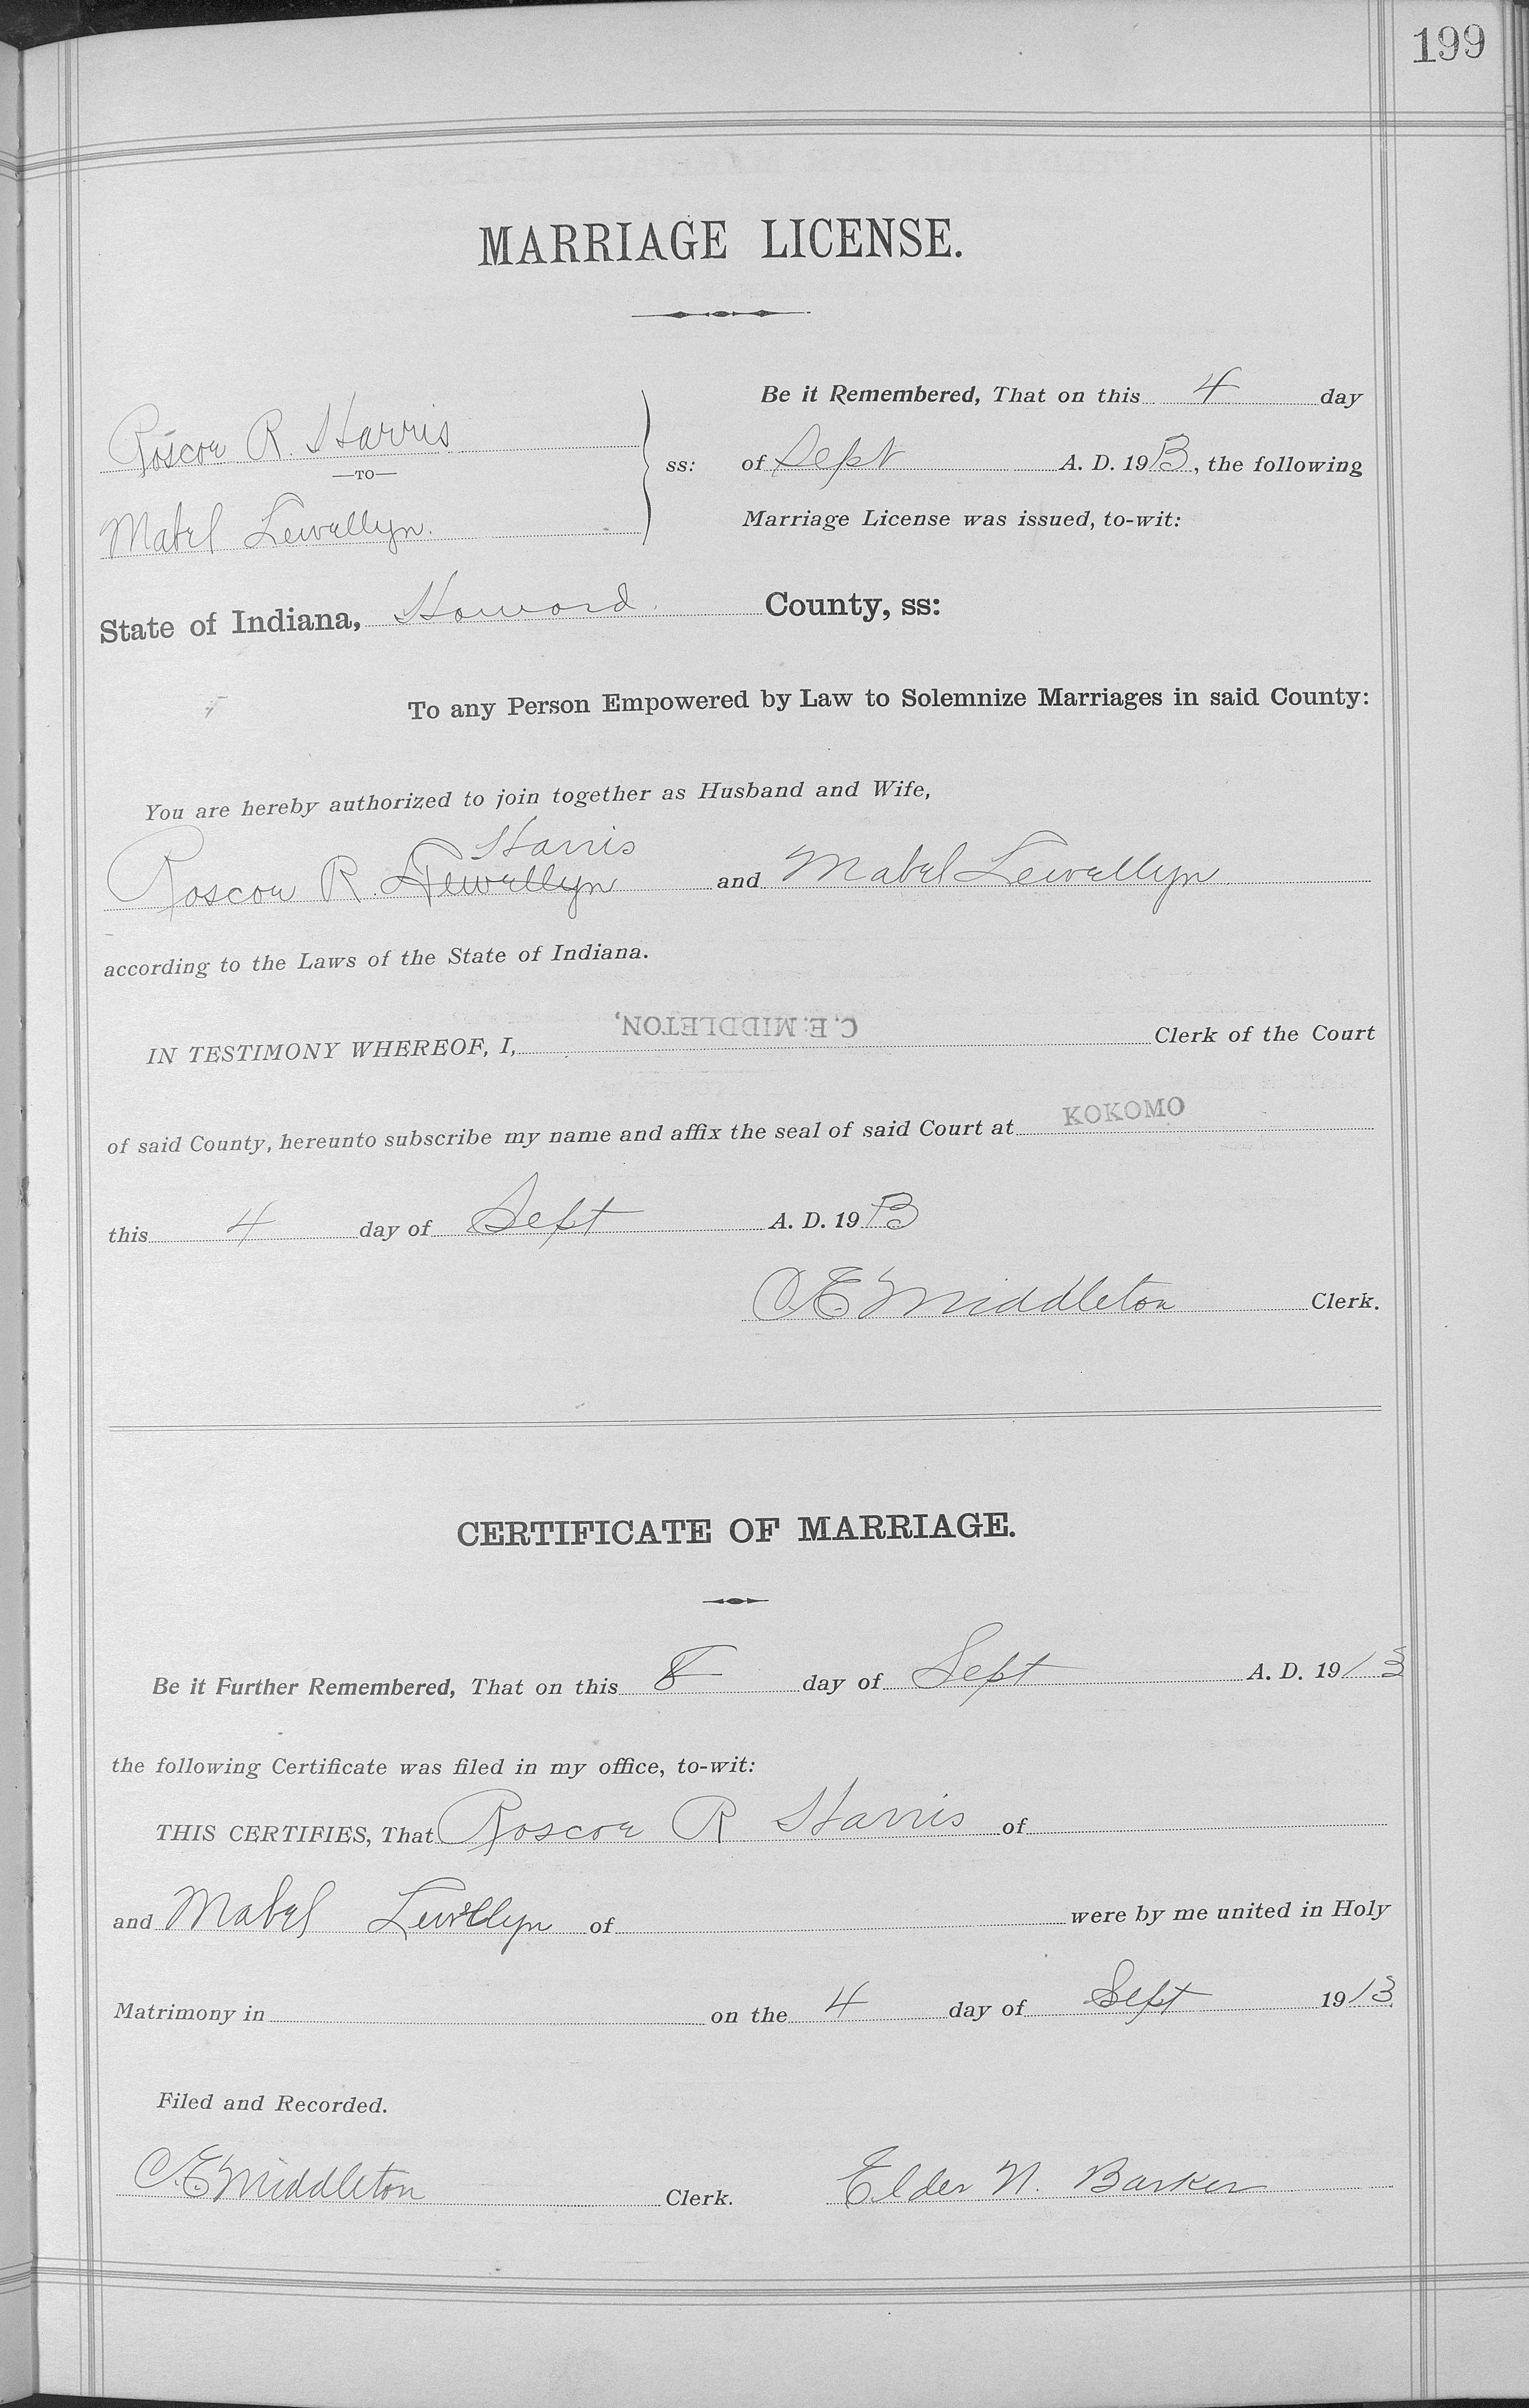 199
MARRIAGE LICENSE.
Roscoe R. Harris
—TO—
Mabel Lewellyn.
ss:
Be it Remembered, That on this 4 day
of Sept A. D. 1913, the following
Marriage License was issued, to-wit:
State of Indiana, Howard. County, ss:
To any Person Empowered by Law to Solemnize Marriages in said County:
You are hereby authorized to join together as Husband and Wife,
Harris
Roscoe R. Lewellyn and Mabel Lewellyn
according to the Laws of the State of Indiana.
IN TESTIMONY WHEREOF, I, C. E. MIDDLETON, Clerk of the Court
of said County, hereunto subscribe my name and affix the seal of said Court at KOKOMO
this 4 day of Sept A. D. 1913
C.E. Middleton Clerk.
CERTIFICATE OF MARRIAGE.
Be it Further Remembered, That on this 8 day of Sept A. D. 1913
the following Certificate was filed in my office, to-wit:
THIS CERTIFIES, That Roscoe R Harris of
and Mabel Lewellyn of were by me united in Holy
Matrimony in on the 4 day of Sept 1913
Filed and Recorded.
C.E. Middleton Clerk. Elder N. Barker